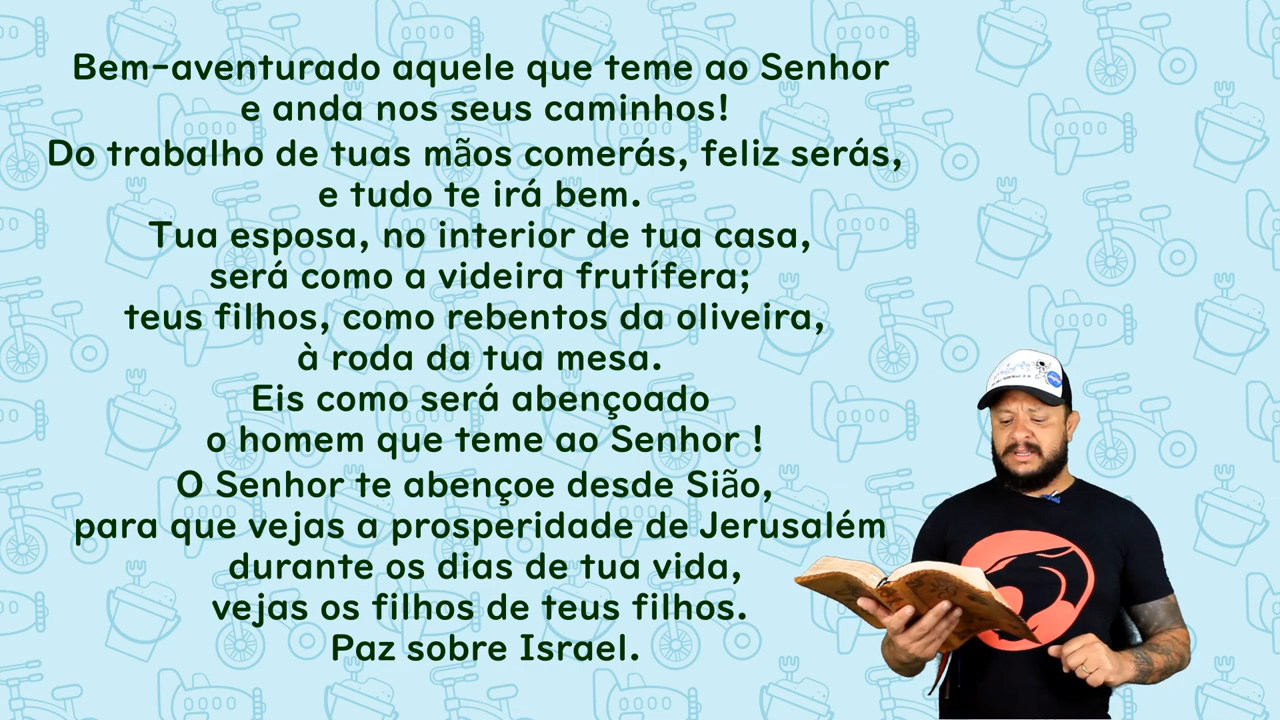 Bem-aventurado aquele que teme ao Senhor
e anda nos seus caminhos!
Do trabalho de tuas mãos comerás, feliz serás,
e tudo te irá bem.
Tua esposa, no interior de tua casa,
será como a videira frutífera;
teus filhos, como rebentos da oliveira,
à roda da tua mesa.
Eis como será abençoado
o homem que teme ao Senhor !
O Senhor te abençoe desde Sião,
para que vejas a prosperidade de Jerusalém
durante os dias de tua vida,
vejas os filhos de teus filhos.
Paz sobre Israel.